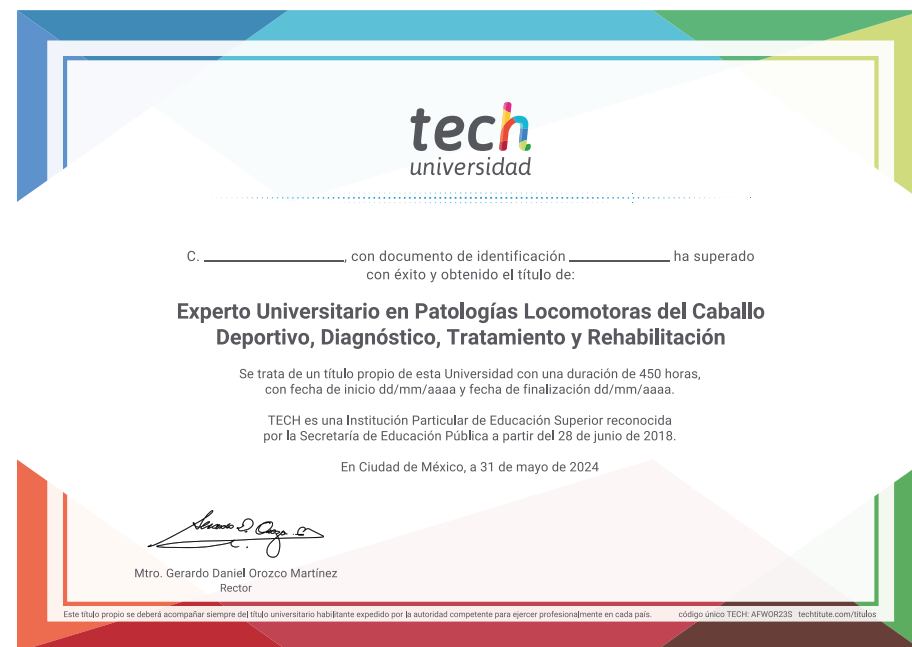 tech
universidad
C. ____________, con documento de identificación ____________ ha superado
con éxito y obtenido el título de:
Experto Universitario en Patologías Locomotoras del Caballo
Deportivo, Diagnóstico, Tratamiento y Rehabilitación
Se trata de un título propio de esta Universidad con una duración de 450 horas,
con fecha de inicio dd/mm/aaaa y fecha de finalización dd/mm/aaaa.
TECH es una Institución Particular de Educación Superior reconocida
por la Secretaría de Educación Pública a partir del 28 de junio de 2018.
En Ciudad de México, a 31 de mayo de 2024
Mtro. Gerardo Daniel Orozco Martínez
Rector
Este título propio se deberá acompañar siempre del título universitario habilitante expedido por la autoridad competente para ejercer profesionalmente en cada país. código único TECH: AFWOR23S techtitute.com/titulos